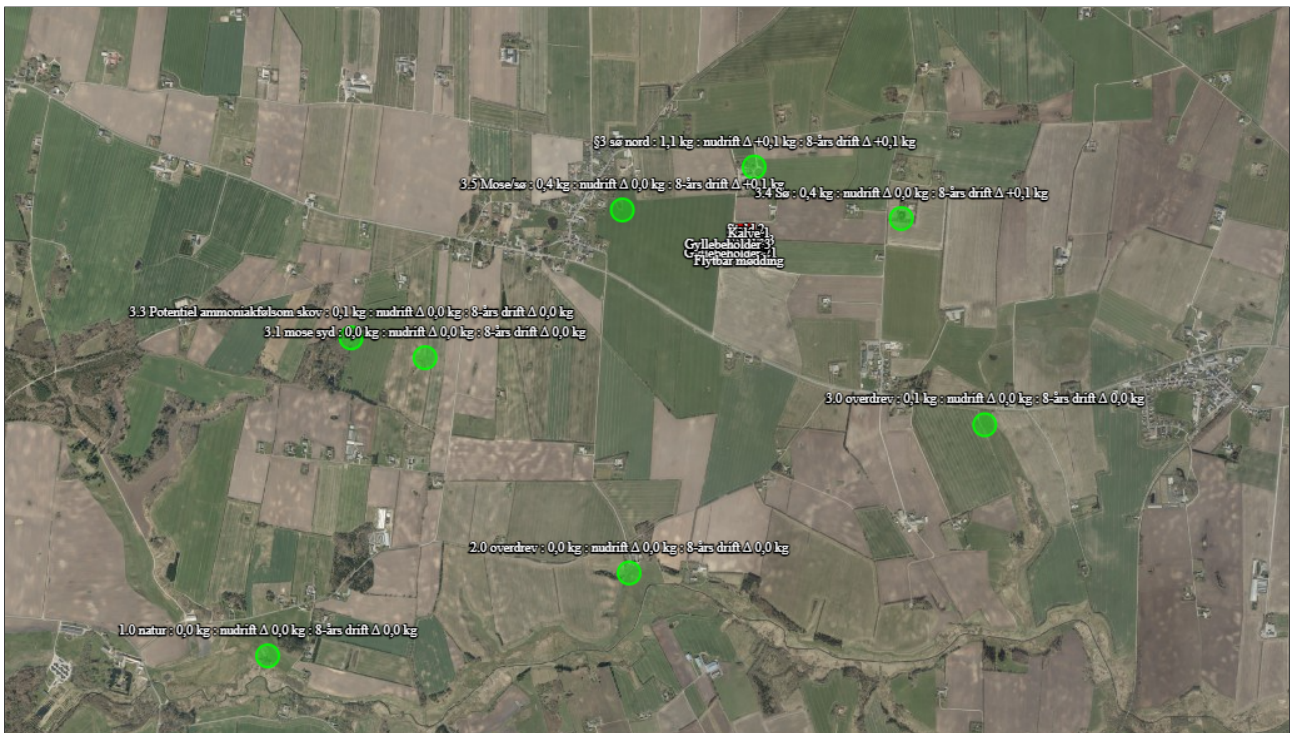 §3 sø nord : 1,1 kg : nudrift Δ +0,1 kg : 8-års drift Δ +0,1 kg
3.5 Mose/sø : 0,4 kg : nudrift Δ 0,0 kg : 8-års drift Δ +0,1 kg
3.4 Sø : 0,4 kg : nudrift Δ 0,0 kg : 8-års drift Δ +0,1 kg
Kalve 1
Gyllebeholder 3
Gyllebeholder
Flytbar mødding
3.3 Potentiel ammoniakfølsom skov : 0,1 kg : nudrift Δ 0,0 kg : 8-års drift Δ 0,0 kg
3.1 mose syd : 0,0 kg : nudrift Δ 0,0 kg : 8-års drift Δ 0,0 kg
3.0 overdrev : 0,1 kg : nudrift Δ 0,0 kg : 8-års drift Δ 0,0 kg
2.0 overdrev : 0,0 kg : nudrift Δ 0,0 kg : 8-års drift Δ 0,0 kg
1.0 natur : 0,0 kg : nudrift Δ 0,0 kg : 8-års drift Δ 0,0 kg